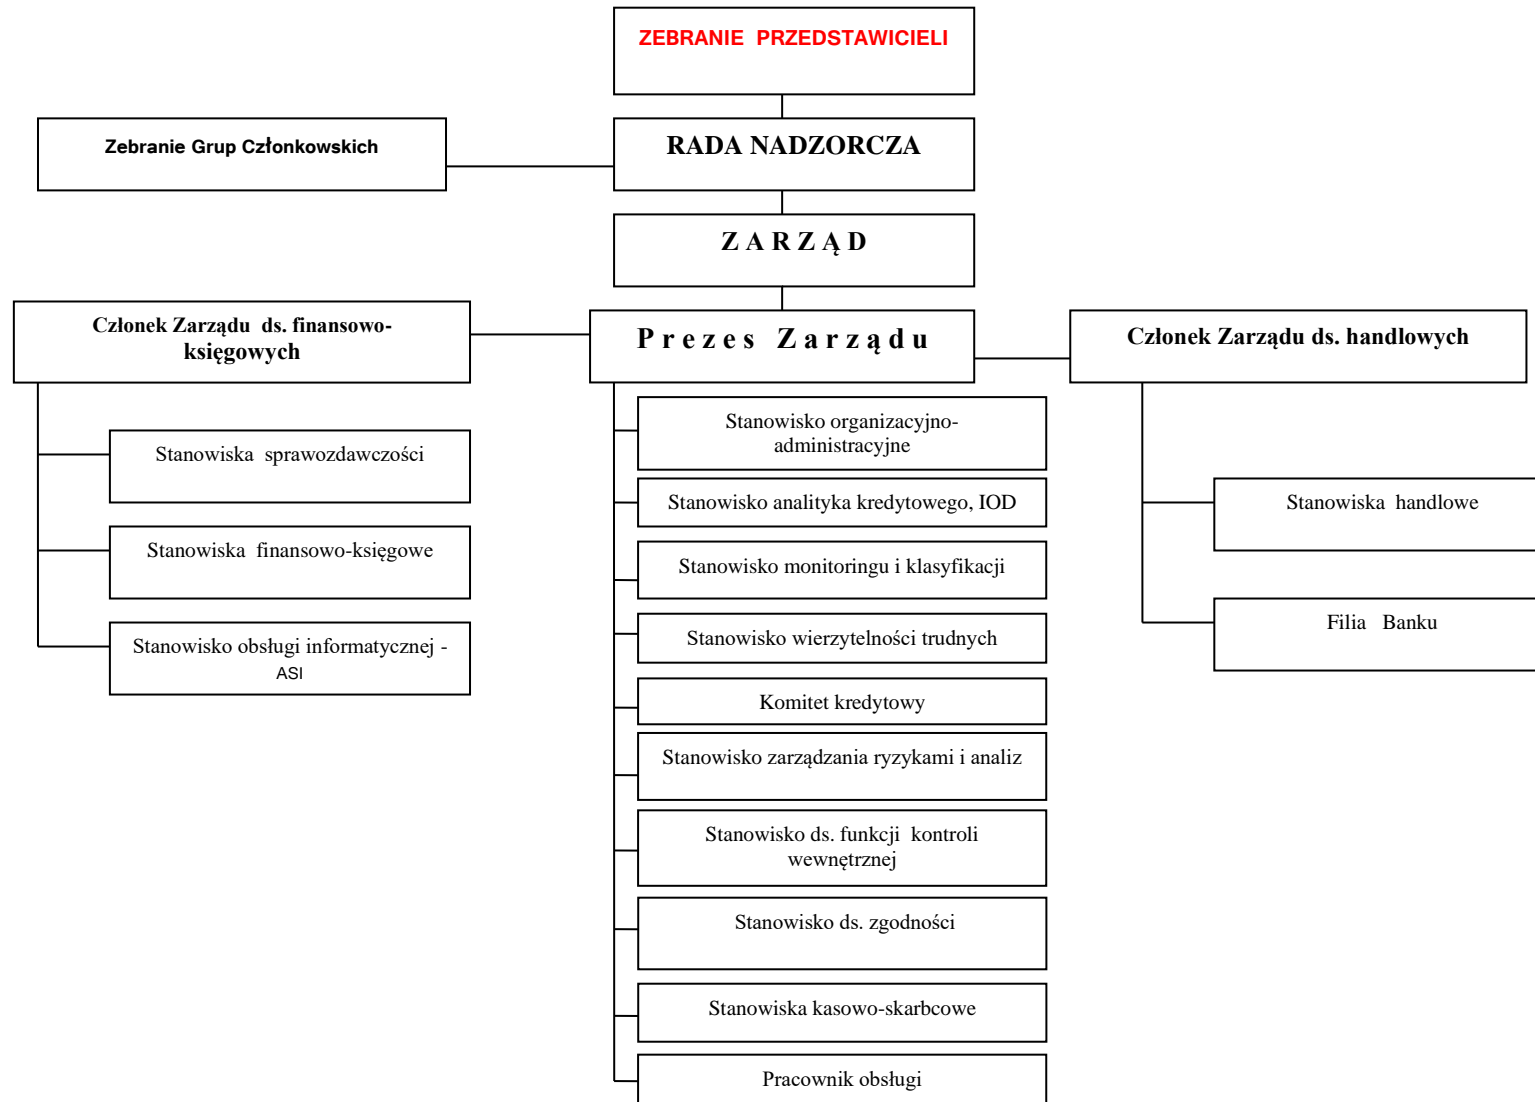 ZEBRANIE PRZEDSTAWICIELI
Zebranie Grup Członkowskich
RADA NADZORCZA
Z A R Z Ą D
Członek Zarządu ds. finansowo-
księgowych
P r e z e s Z a r z ą d u
Członek Zarządu ds. handlowych
Stanowiska sprawozdawczości
Stanowiska finansowo-księgowe
Stanowisko obsługi informatycznej -
ASI
Stanowisko organizacyjno-
administracyjne
Stanowisko analityka kredytowego, IOD
Stanowisko monitoringu i klasyfikacji
Stanowisko wierzytelności trudnych
Komitet kredytowy
Stanowisko zarządzania ryzykami i analiz
Stanowisko ds. funkcji kontroli
wewnętrznej
Stanowisko ds. zgodności
Stanowiska kasowo-skarbcowe
Pracownik obsługi
Stanowiska handlowe
Filia Banku